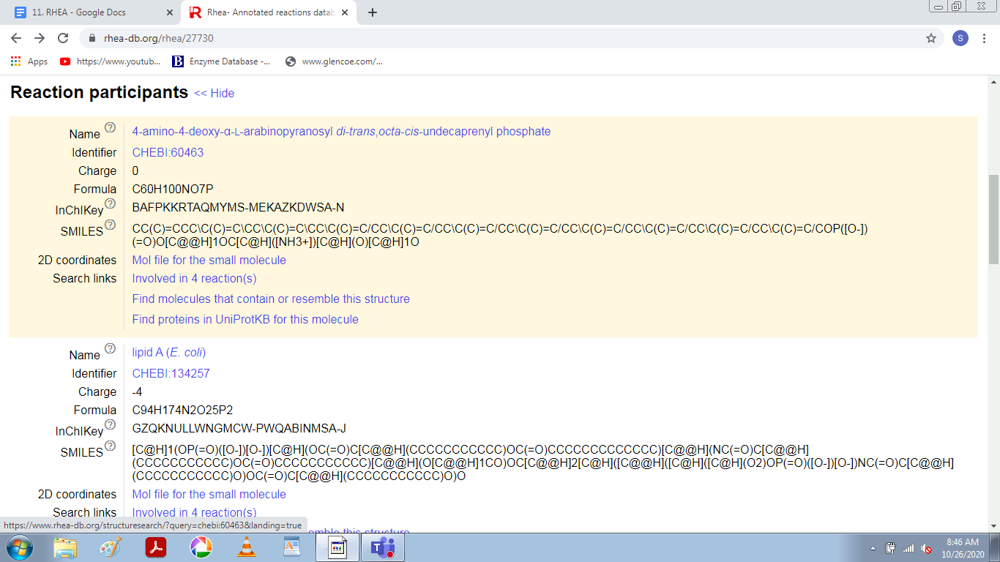 11. RHEA - Google Docs
Rhea- Annotated reactions datab
rhea-db.org/rhea/27730
S
Apps
https://www.youtub...
B
Enzyme Database -...
www.glencoe.com/...
Reaction participants << Hide
Name ? 4-amino-4-deoxy-α-L-arabinopyranosyl di-trans,octa-cis-undecaprenyl phosphate
Identifier CHEBI:60463
Charge 0
Formula C60H100NO7P
InChIKey ? BAFPKKRTAQMYMS-MEKAZKDWSA-N
SMILES ? CC(C)=CCC\C(C)=C\CC\C(C)=C\CC\C(C)=C/CC\C(C)=C/CC\C(C)=C/CC\C(C)=C/CC\C(C)=C/CC\C(C)=C/CC\C(C)=C/CC\C(C)=C/COP([O-])
(=O)O[C@@H]1OC[C@H]([NH3+])[C@H](O)[C@H]1O
2D coordinates Mol file for the small molecule
Search links Involved in 4 reaction(s)
Find molecules that contain or resemble this structure
Find proteins in UniProtKB for this molecule
Name ? lipid A (E. coli)
Identifier CHEBI:134257
Charge -4
Formula C94H174N2O25P2
InChIKey ? GZQKNULLWNGMCW-PWQABINMSA-J
SMILES ? [C@H]1(OP(=O)([O-])[O-])[C@H](OC(=O)C[C@@H](CCCCCCCCCCC)OC(=O)CCCCCCCCCCCCC)[C@@H](NC(=O)C[C@@H]
(CCCCCCCCCCC)OC(=O)CCCCCCCCCCC)[C@@H](O[C@@H]1CO)OC[C@@H]2[C@H]([C@@H]([C@H]([C@H](O2)OP(=O)([O-])[O-])NC(=O)C[C@@H]
(CCCCCCCCCCC)O)OC(=O)C[C@@H](CCCCCCCCCCC)O)O
2D coordinates Mol file for the small molecule
Search links Involved in 4 reaction(s)
https://www.rhea-db.org/structuresearch/?query=chebi:60463&landing=true
8:46 AM
10/26/2020